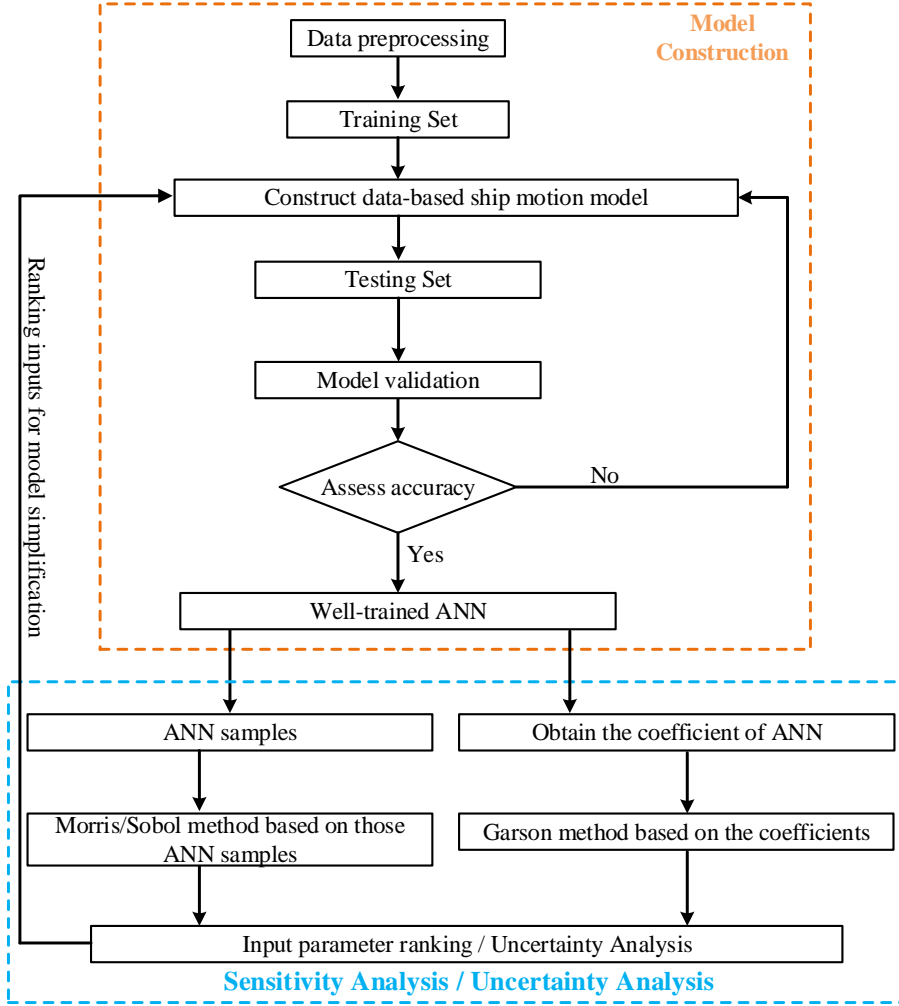 Model
Construction
Data preprocessing
Training Set
Construct data-based ship motion model
Testing Set
Model validation
Assess accuracy
No
Yes
Well-trained ANN
Ranking inputs for model simplification
ANN samples
Obtain the coefficient of ANN
Morris/Sobol method based on those
ANN samples
Garson method based on the coefficients
Input parameter ranking / Uncertainty Analysis
Sensitivity Analysis / Uncertainty Analysis